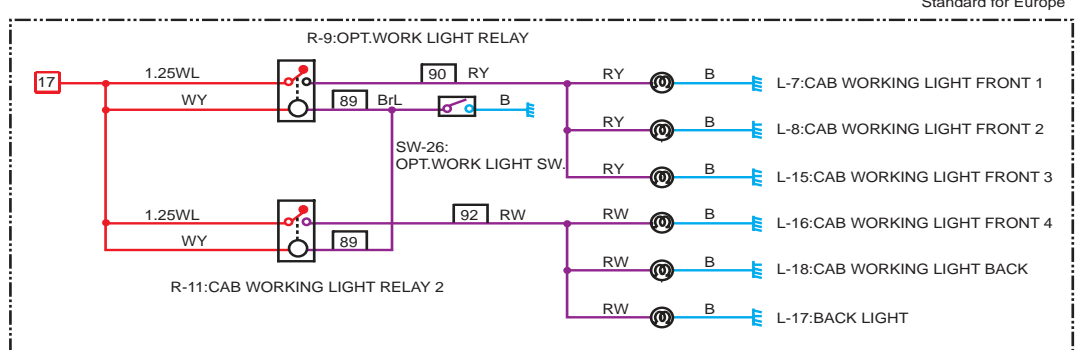 Standard for Europe
R-9:OPT.WORK LIGHT RELAY
17
1.25WL
90 RY
RY
B
L-7:CAB WORKING LIGHT FRONT 1
WY
89 BrL
B
L-8:CAB WORKING LIGHT FRONT 2
RY
B
SW-26:
OPT.WORK LIGHT SW.
RY
B
L-15:CAB WORKING LIGHT FRONT 3
1.25WL
92 RW
RW
B
L-16:CAB WORKING LIGHT FRONT 4
WY
89
RW
B
L-18:CAB WORKING LIGHT BACK
R-11:CAB WORKING LIGHT RELAY 2
RW
B
L-17:BACK LIGHT